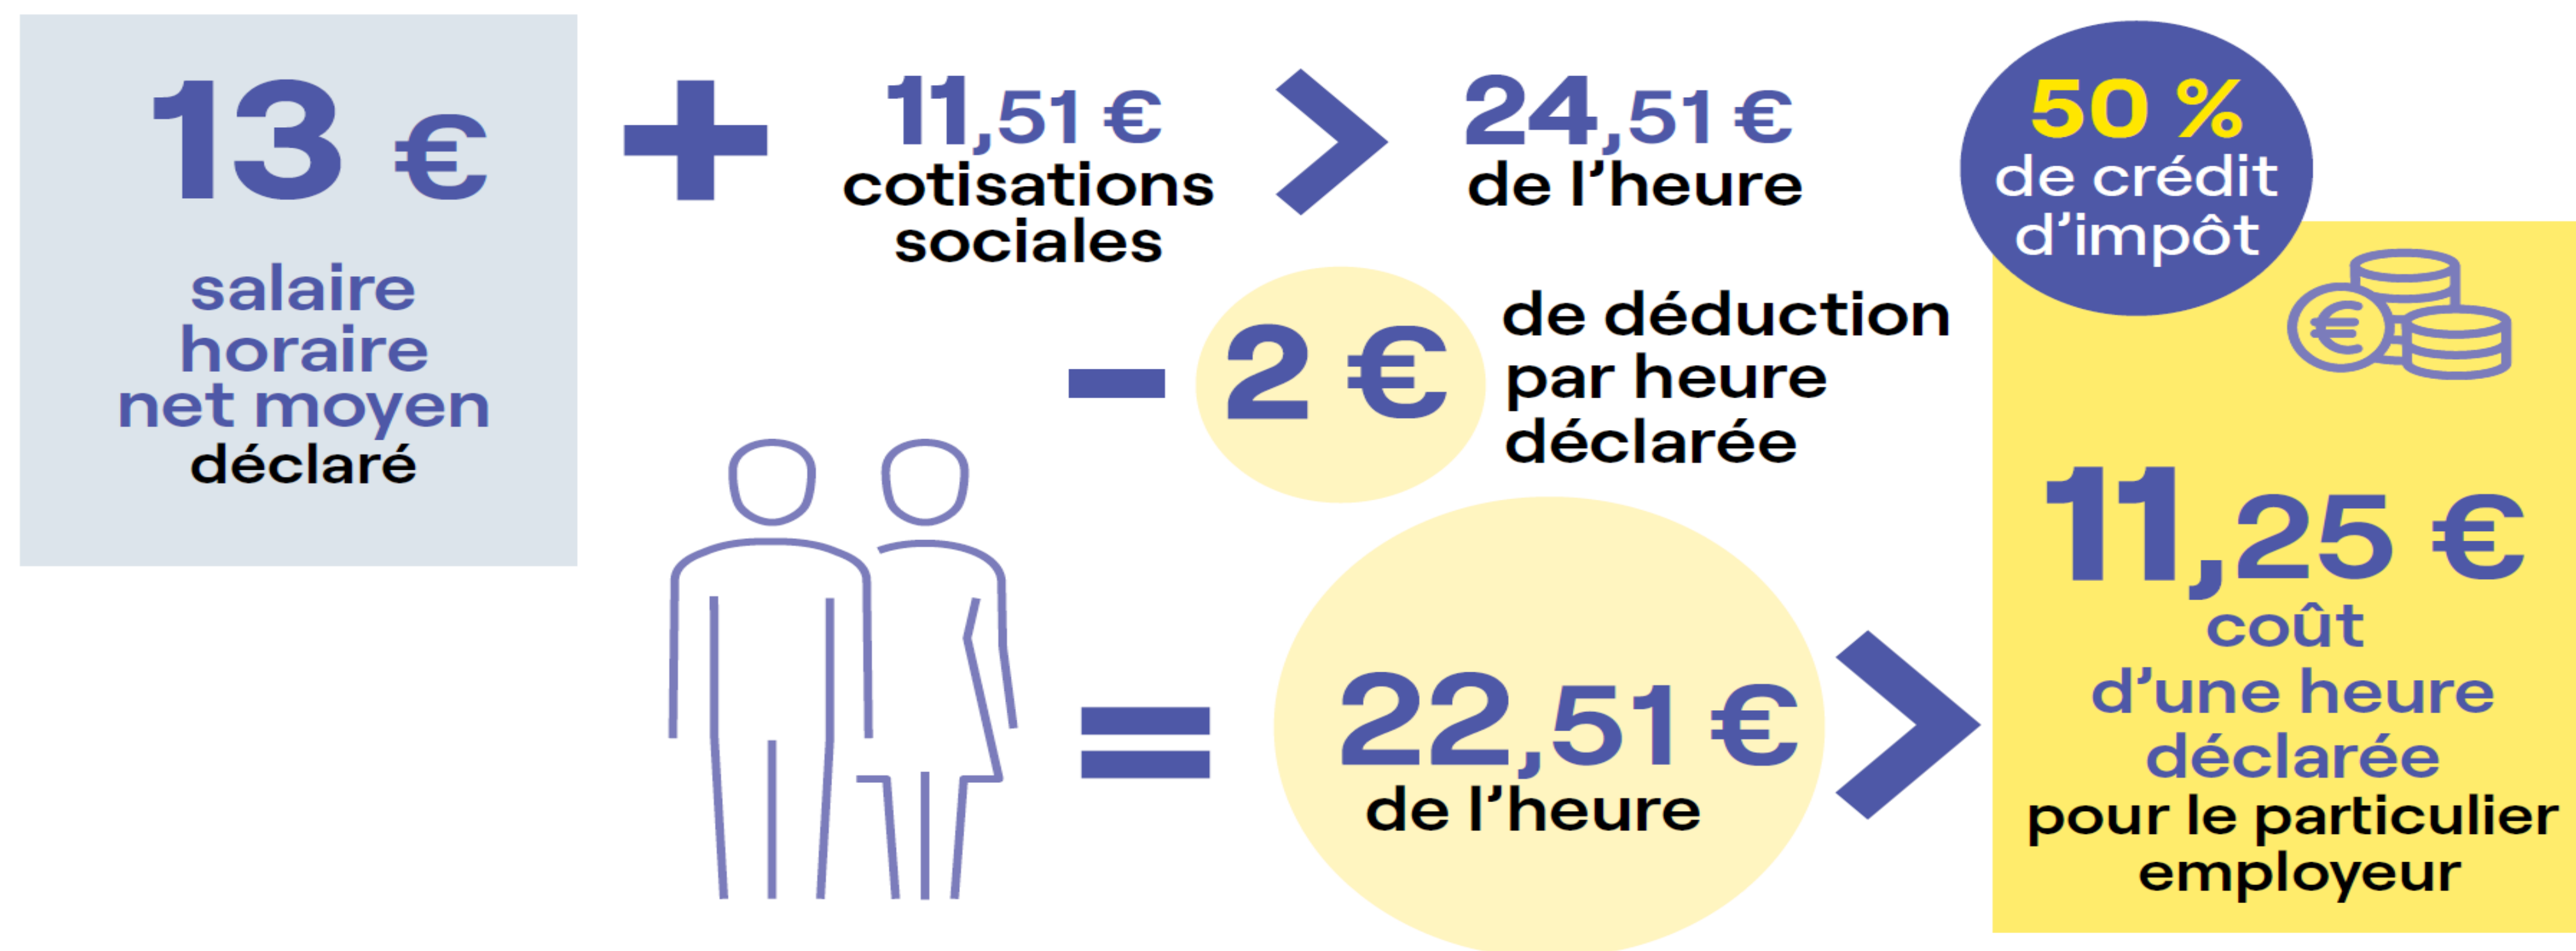 13 €
salaire
horaire
net moyen
déclaré
+
11,51 €
cotisations
sociales
>
24,51 €
de l'heure
- 2 €
de déduction
par heure
déclarée
=
22,51 €
de l'heure
>
50 %
de crédit
d'impôt
€
11,25 €
coût
d'une heure
déclarée
pour le particulier
employeur